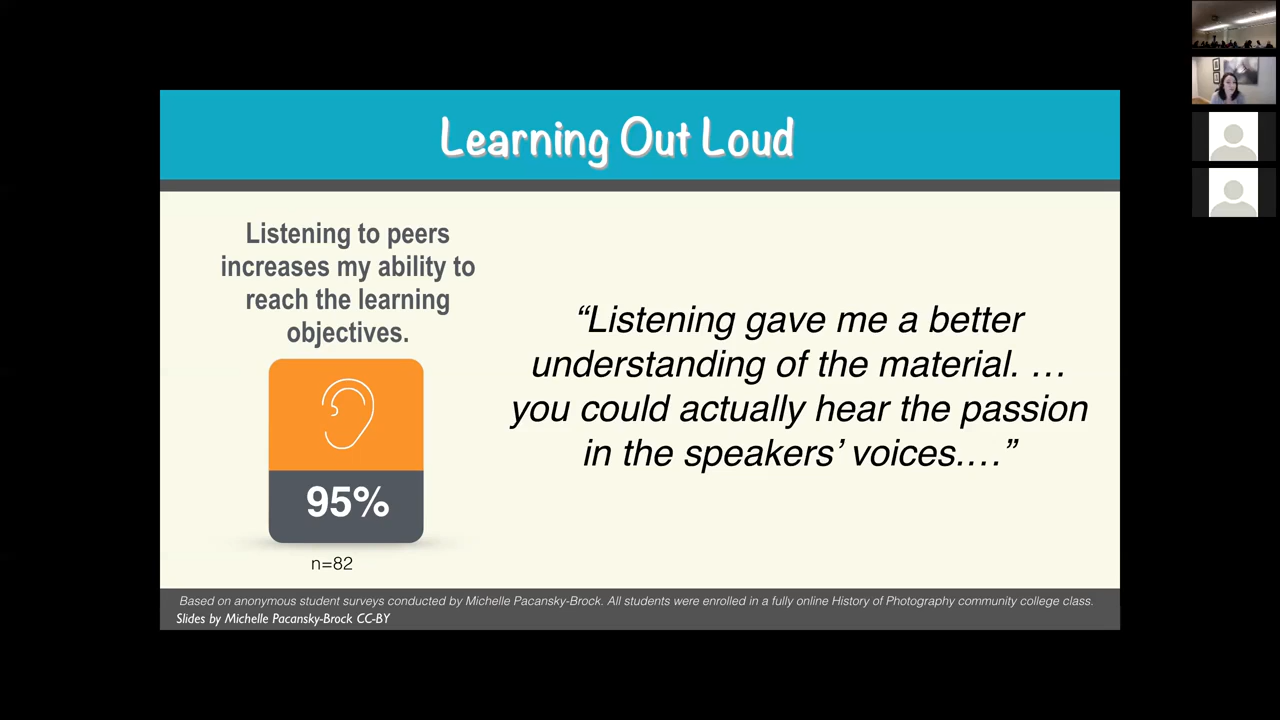 Learning Out Loud
Listening to peers
increases my ability to
reach the learning
objectives.
95%
n=82
“Listening gave me a better
understanding of the material. …
you could actually hear the passion
in the speakers’ voices.…”
Based on anonymous student surveys conducted by Michelle Pacansky-Brock. All students were enrolled in a fully online History of Photography community college class.
Slides by Michelle Pacansky-Brock CC-BY